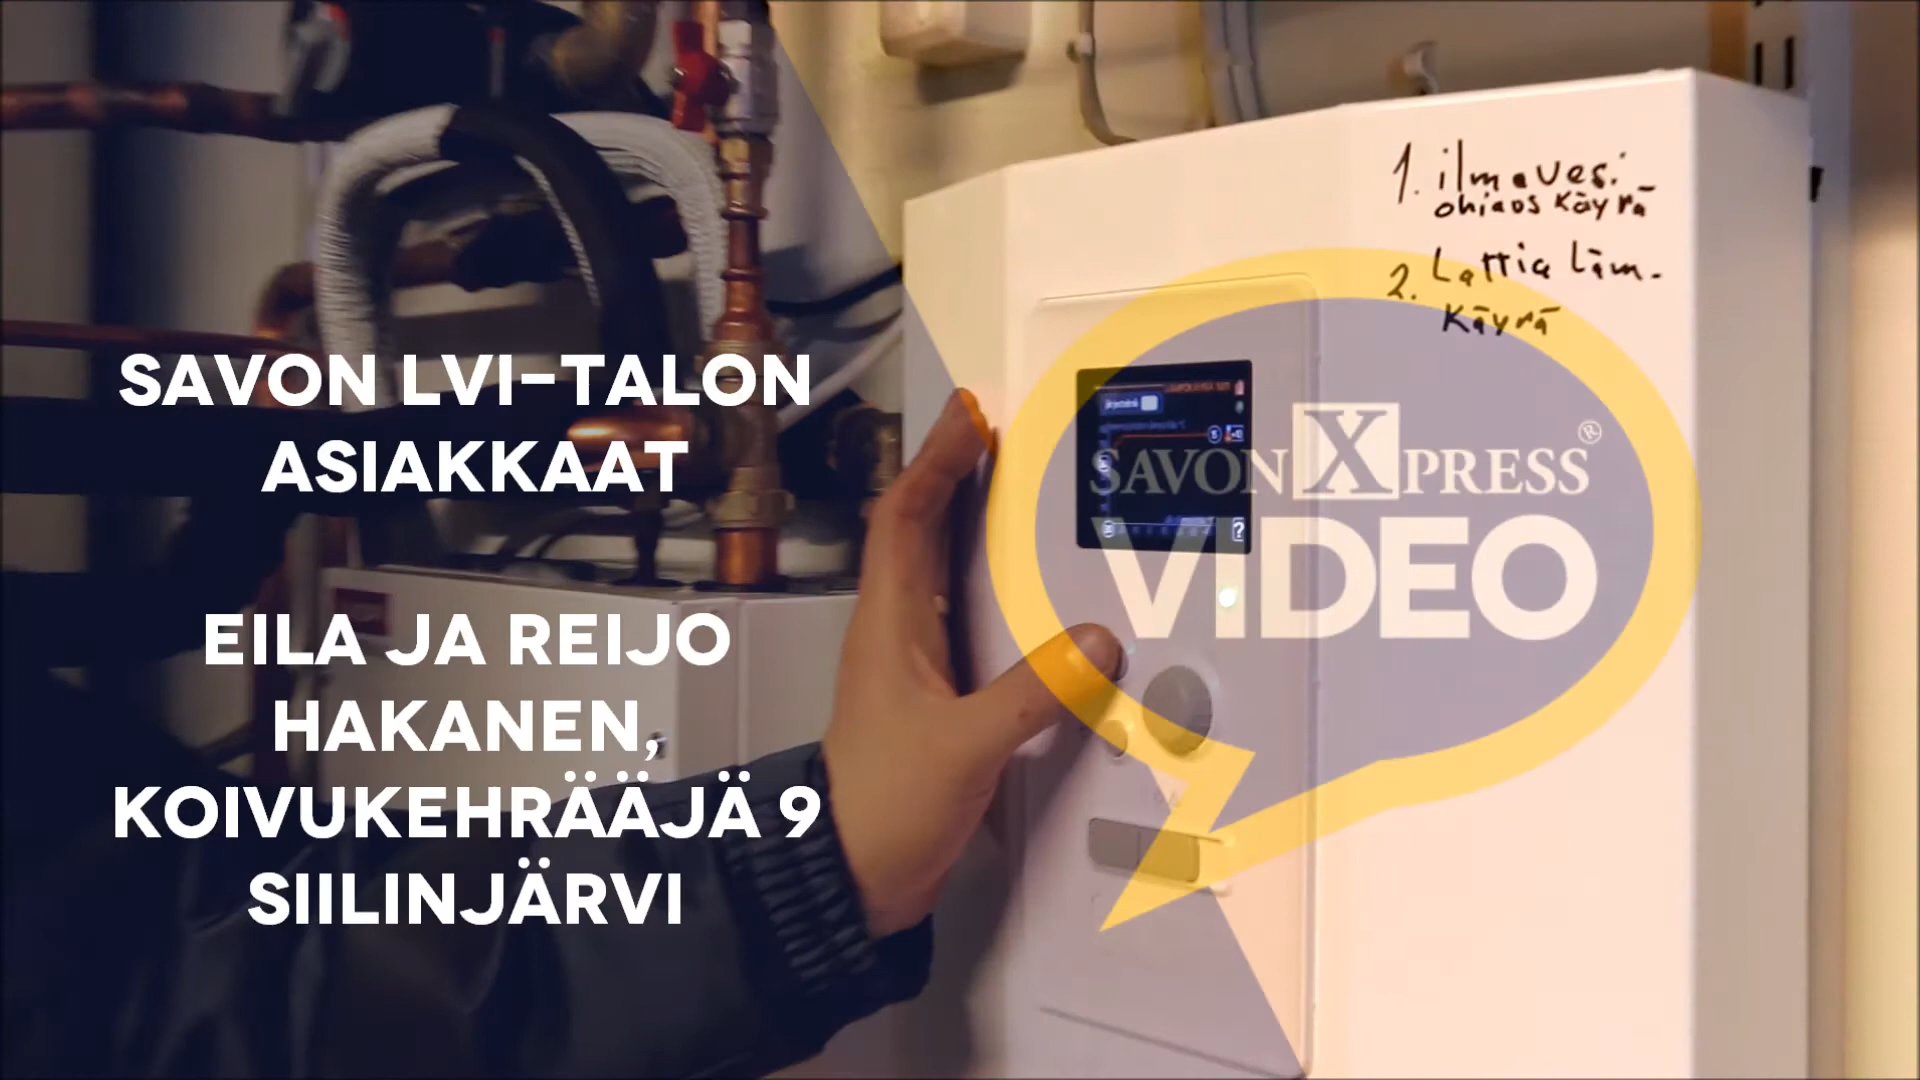 SAVON LVI-TALON
ASIAKKAAT
EILA JA REIJO
HAKANEN,
KOIVUKEHRÄÄJÄ 9
SIILINJÄRVI
1. ilmavesi
ohjaus käyrä
2. Lattia läm.
käyrä
SAVON X PRESS ®
VIDEO
?